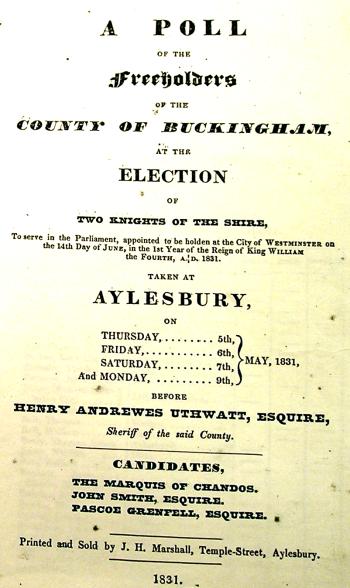 A POLL
OF THE
Freeholders
OF THE
COUNTY OF BUCKINGHAM,
AT THE
ELECTION
OF
TWO KNIGHTS OF THE SHIRE,
To serve in the Parliament, appointed to be holden at the City of WESTMINSTER on
the 14th Day of JUNE, in the 1st Year of the Reign of King WILLIAM
the FOURTH, A.D. 1831.
TAKEN AT
AYLESBURY,
ON
THURSDAY, ........ 5th,
FRIDAY, .......... 6th,
SATURDAY, ........ 7th,
And MONDAY, ....... 9th,
MAY, 1831,
BEFORE
HENRY ANDREWES UTHWATT, ESQUIRE,
Sheriff of the said County.
CANDIDATES,
THE MARQUIS OF CHANDOS.
JOHN SMITH, ESQUIRE.
PASCOE GRENFELL, ESQUIRE.
Printed and Sold by J. H. Marshall, Temple-Street, Aylesbury.
1831.